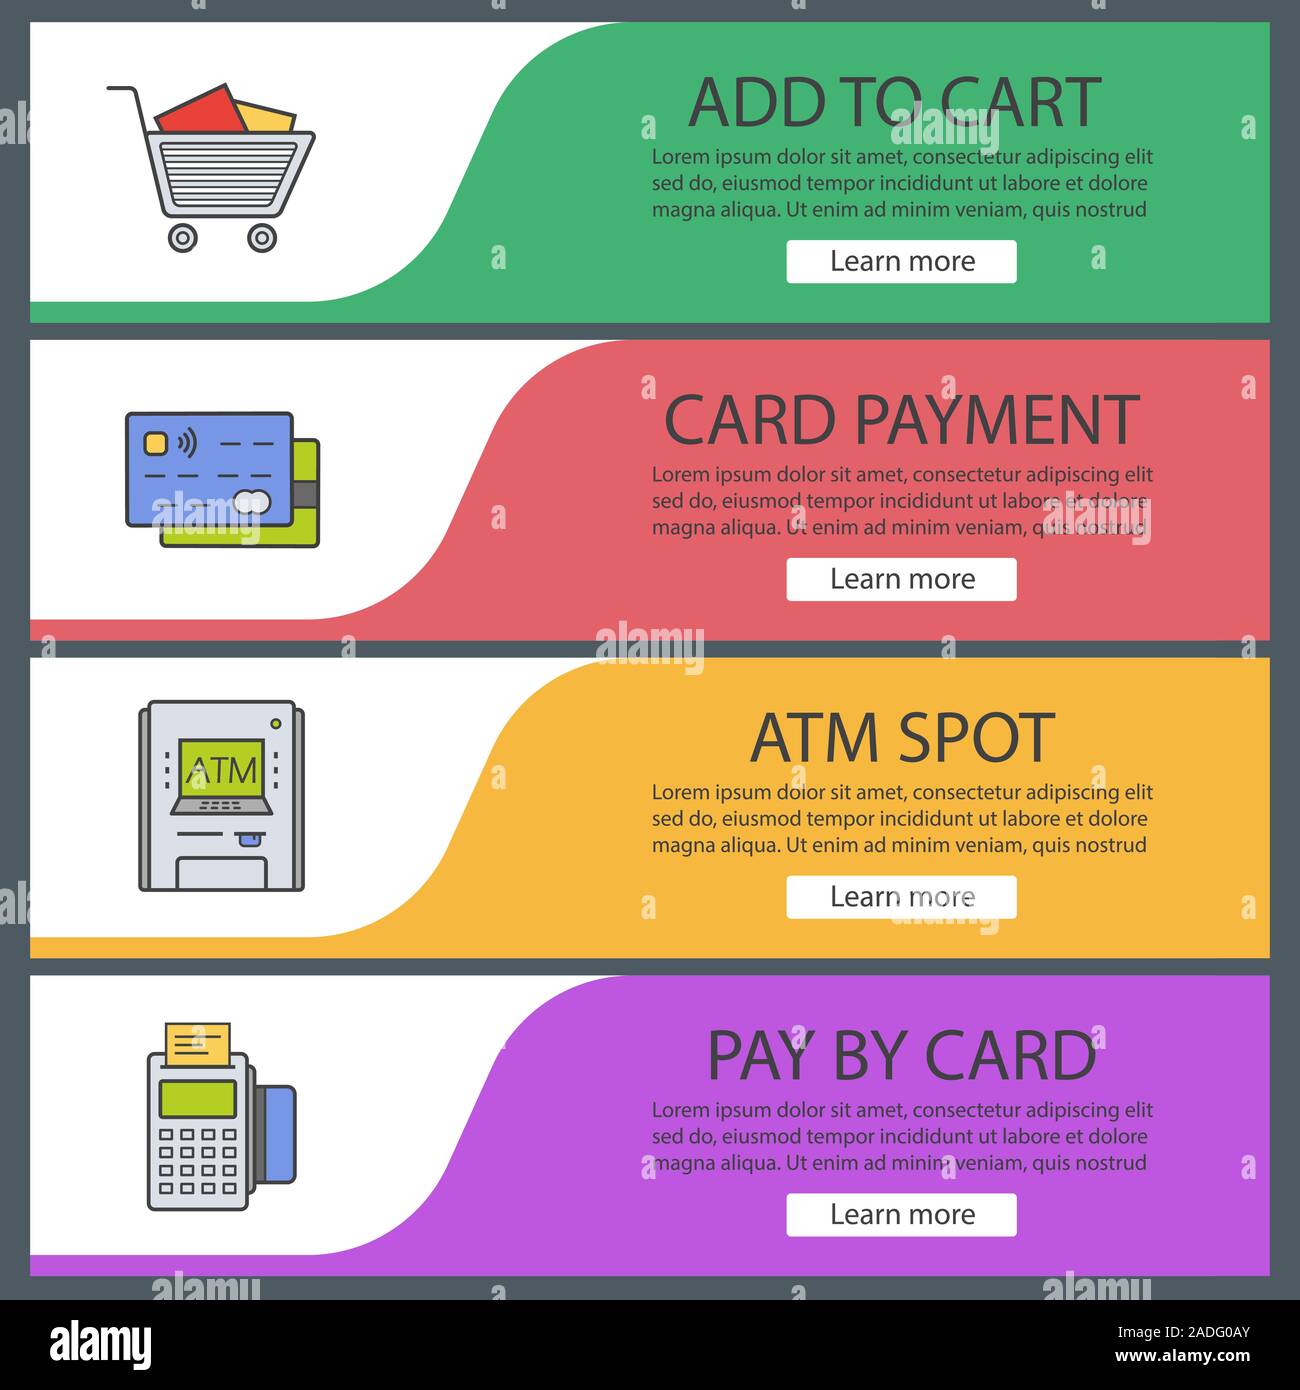 ADD TO CART
Lorem ipsum dolor sit amet, consectetur adipiscing elit
sed do, eiusmod tempor incididunt ut labore et dolore
magna aliqua. Ut enim ad minim veniam, quis nostrud
Learn more
CARD PAYMENT
Lorem ipsum dolor sit amet, consectetur adipiscing elit
sed do, eiusmod tempor incididunt ut labore et dolore
magna aliqua. Ut enim ad minim veniam, quis nostrud
Learn more
ATM
ATM SPOT
Lorem ipsum dolor sit amet, consectetur adipiscing elit
sed do, eiusmod tempor incididunt ut labore et dolore
magna aliqua. Ut enim ad minim veniam, quis nostrud
Learn more
PAY BY CARD
Lorem ipsum dolor sit amet, consectetur adipiscing elit
sed do, eiusmod tempor incididunt ut labore et dolore
magna aliqua. Ut enim ad minim veniam, quis nostrud
Learn more
alamy
alamy
Image ID: 2ADG0AY
www.alamy.com